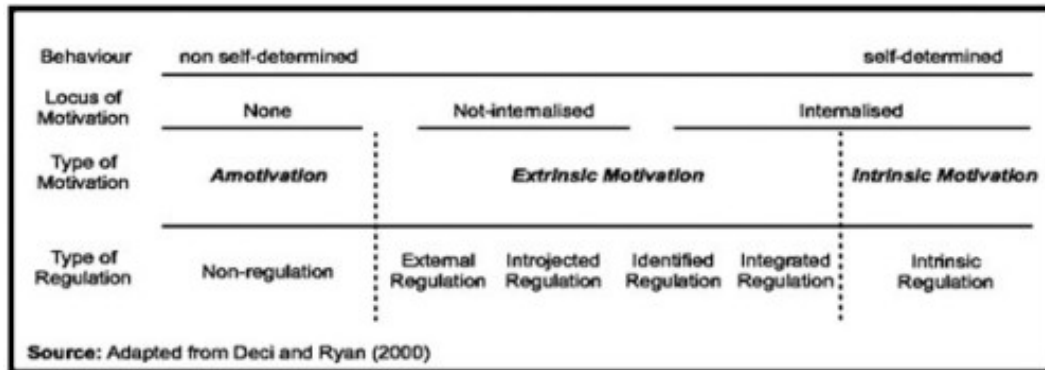 Behaviour non self-determined self-determined
Locus of
Motivation None Not-internalised Internalised
Type of
Motivation Amotivation Extrinsic Motivation Intrinsic Motivation
Type of
Regulation Non-regulation External
Regulation Introjected
Regulation Identified
Regulation Integrated
Regulation Intrinsic
Regulation
Source: Adapted from Deci and Ryan (2000)